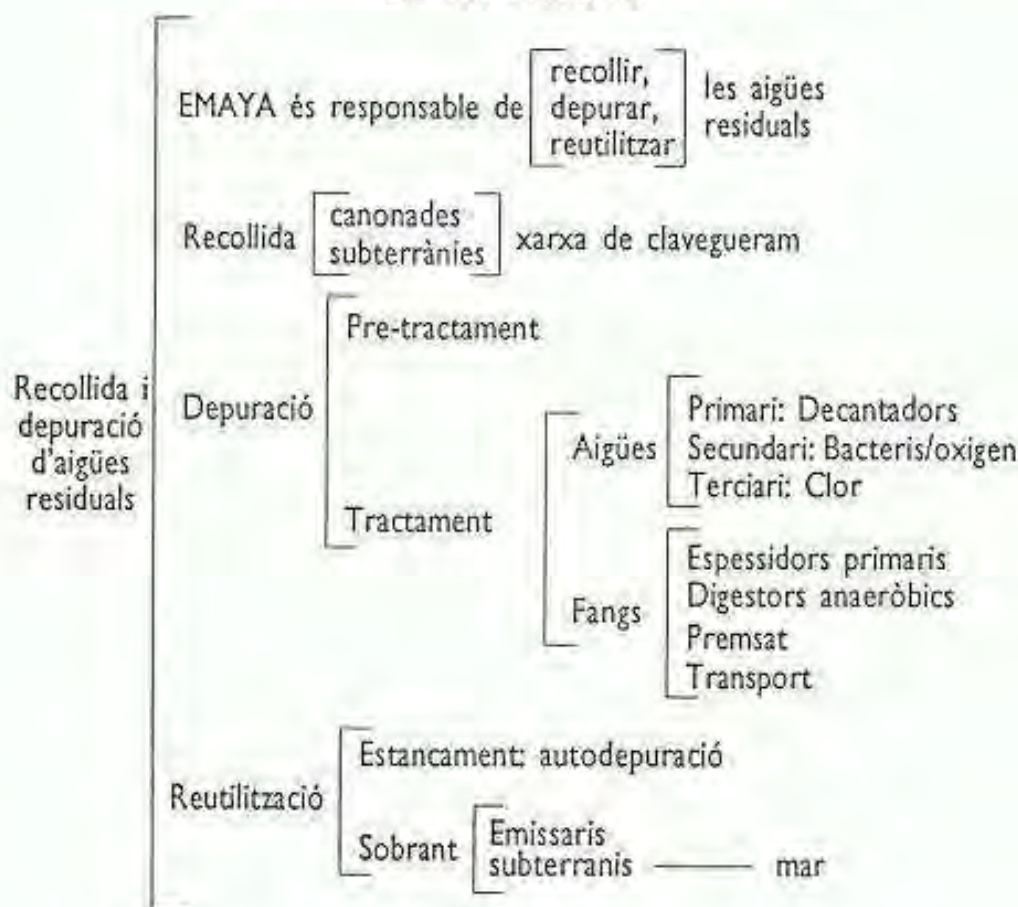 EMAYA és responsable de
recollir,
depurar,
reutilitzar
les aigües
residuals
Recollida
canonades
subterrànies
xarxa de clavegueram
Recollida i
depuració
d'aigües
residuals
Depuració
Pre-tractament
Tractament
Aigües
Primari: Decantadors
Secundari: Bacteris/oxigen
Terciari: Clor
Fangs
Espessidors primaris
Digestors anaeròbics
Premsat
Transport
Reutilització
Estancament: autodepuració
Sobrant
Emissaris
subterranis
mar